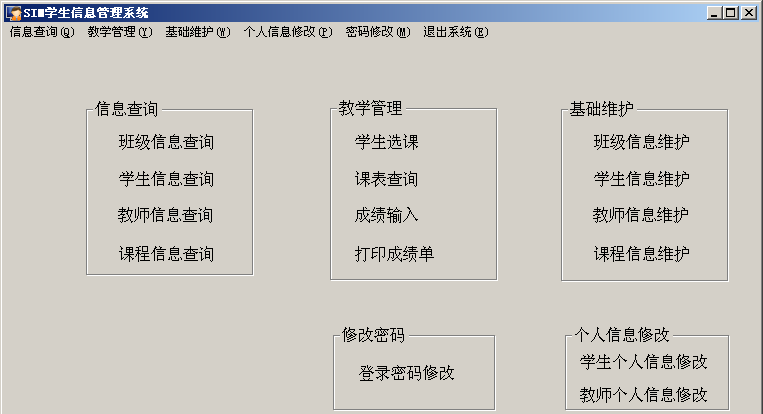 SIM学生信息管理系统
信息查询(Q) 教学管理(Y) 基础维护(W) 个人信息修改(P) 密码修改(M) 退出系统(E)
信息查询
班级信息查询
学生信息查询
教师信息查询
课程信息查询
教学管理
学生选课
课表查询
成绩输入
打印成绩单
基础维护
班级信息维护
学生信息维护
教师信息维护
课程信息维护
修改密码
登录密码修改
个人信息修改
学生个人信息修改
教师个人信息修改